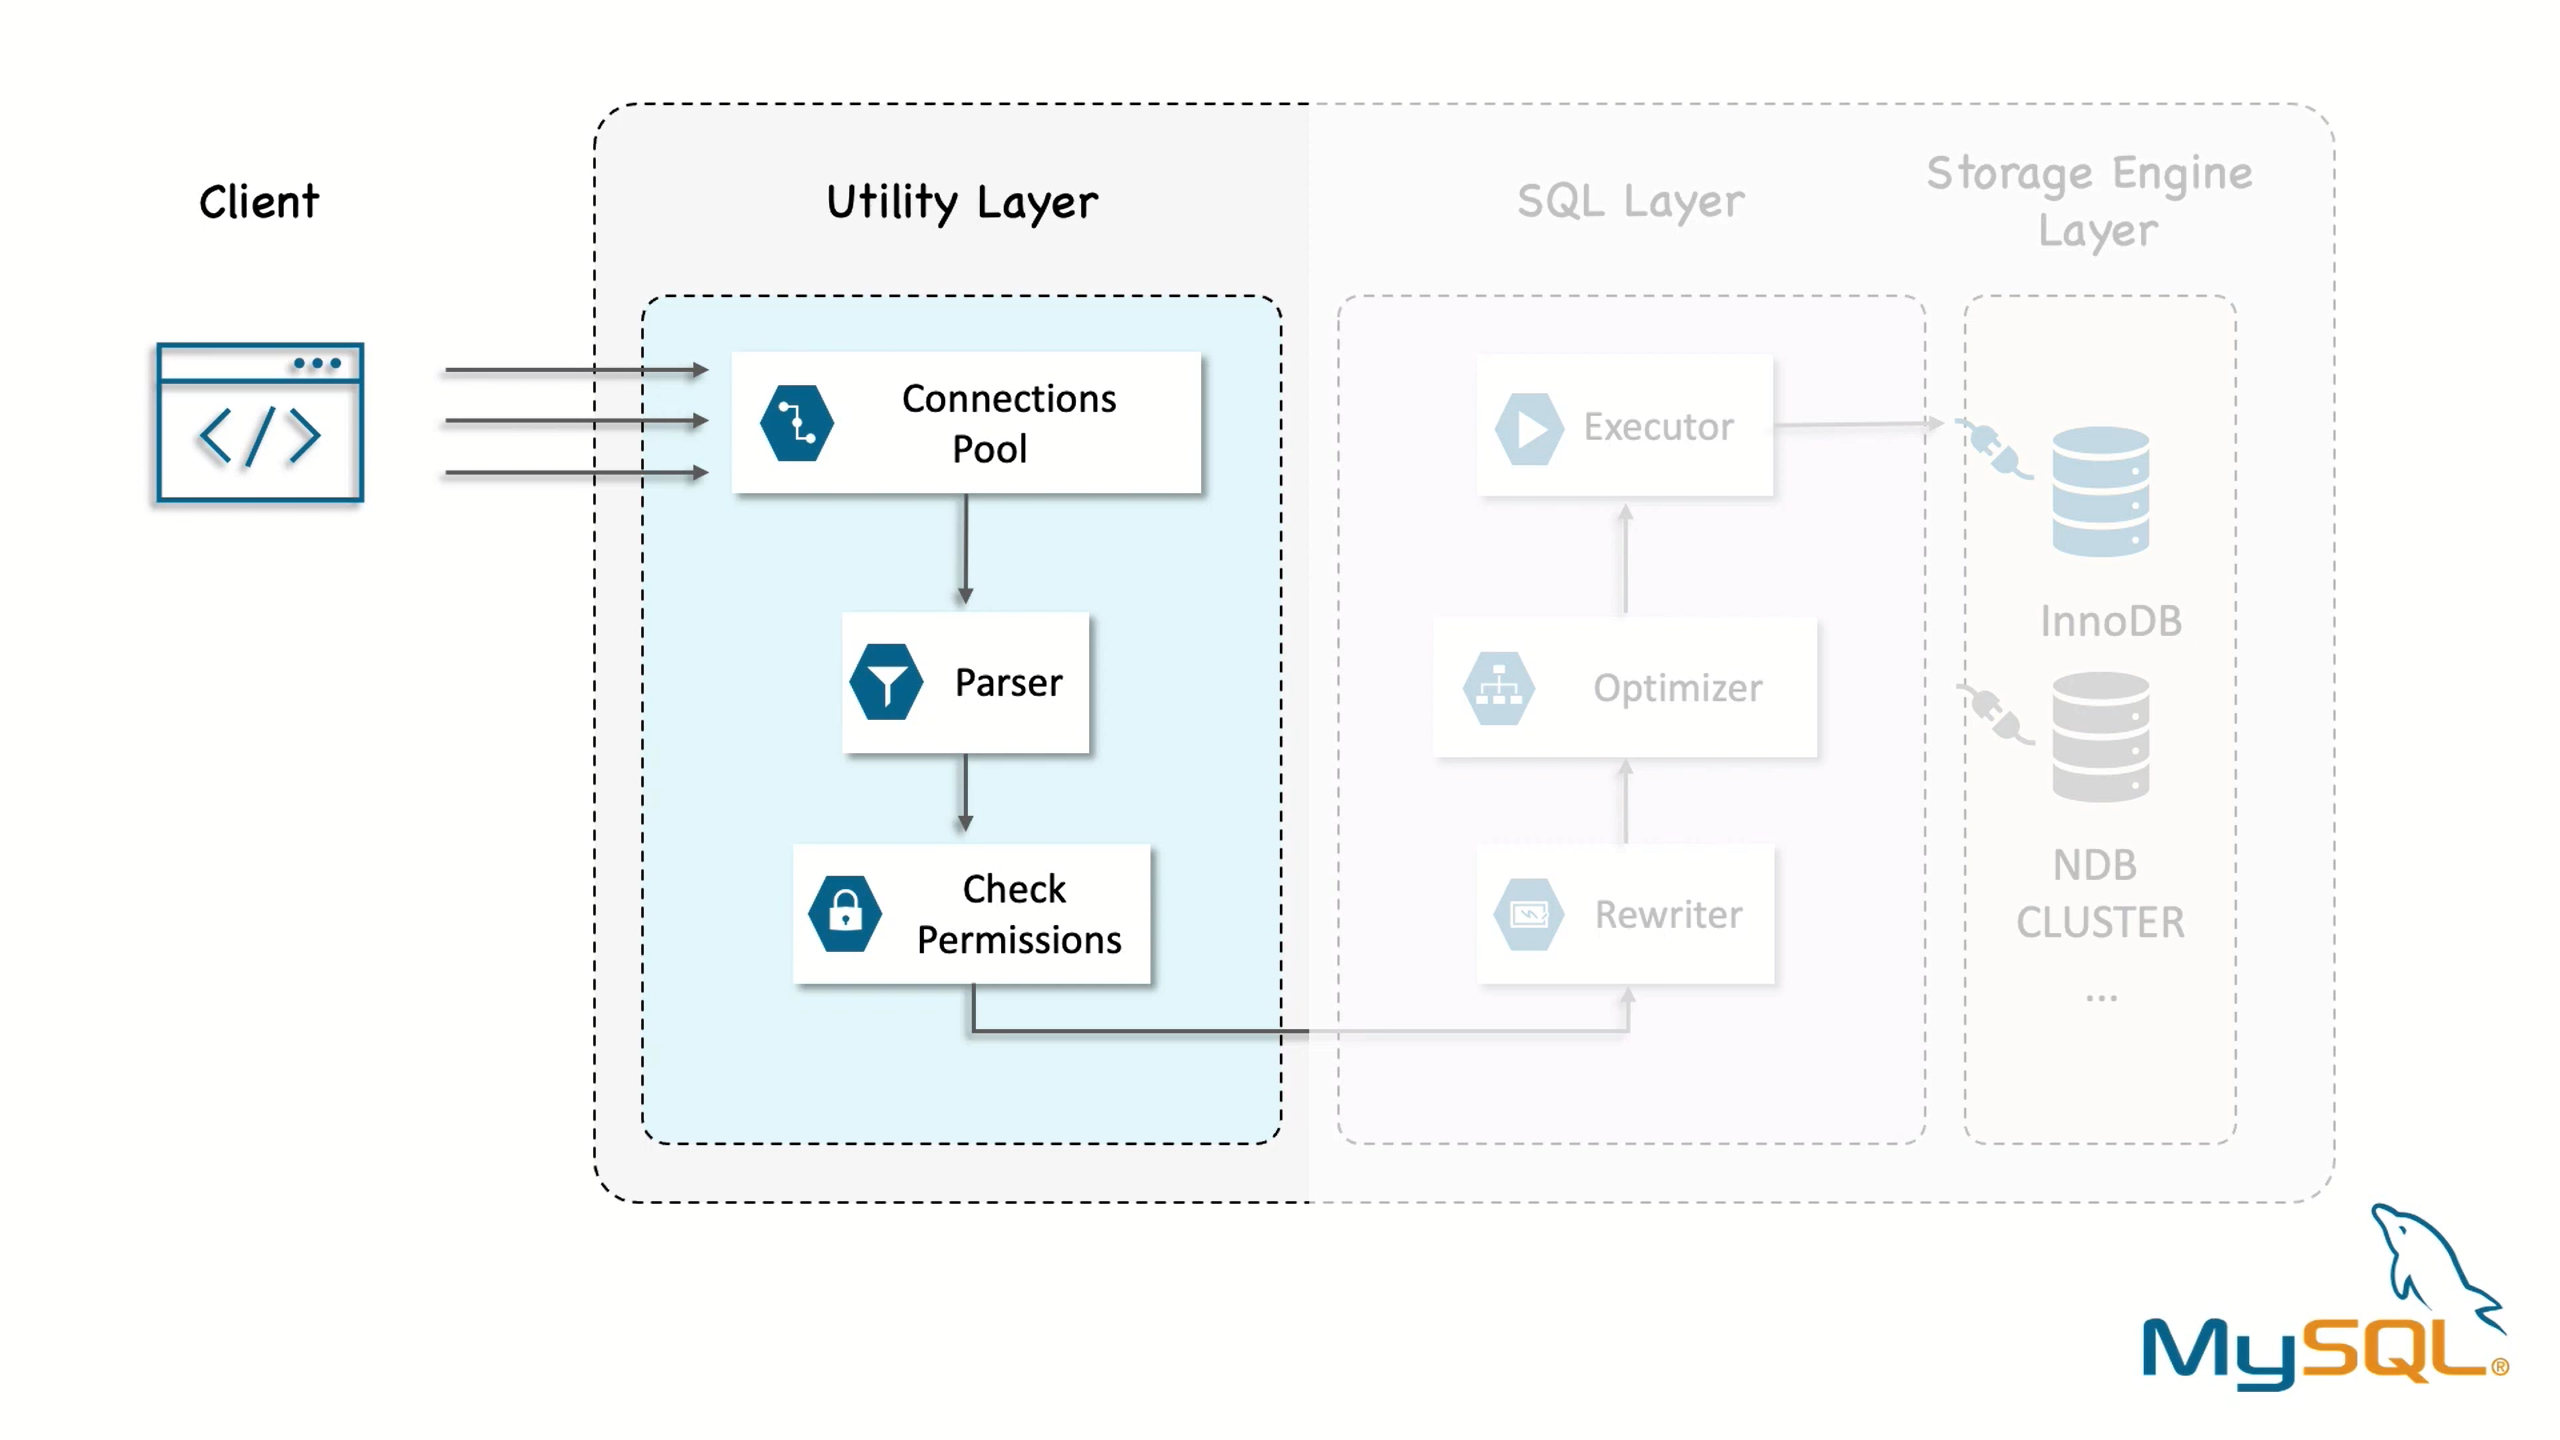 Client
Utility Layer
SQL Layer
Storage Engine
Layer
</>
Connections
Pool
Parser
Check
Permissions
Executor
Optimizer
Rewriter
InnoDB
NDB
CLUSTER
...
MySQL®